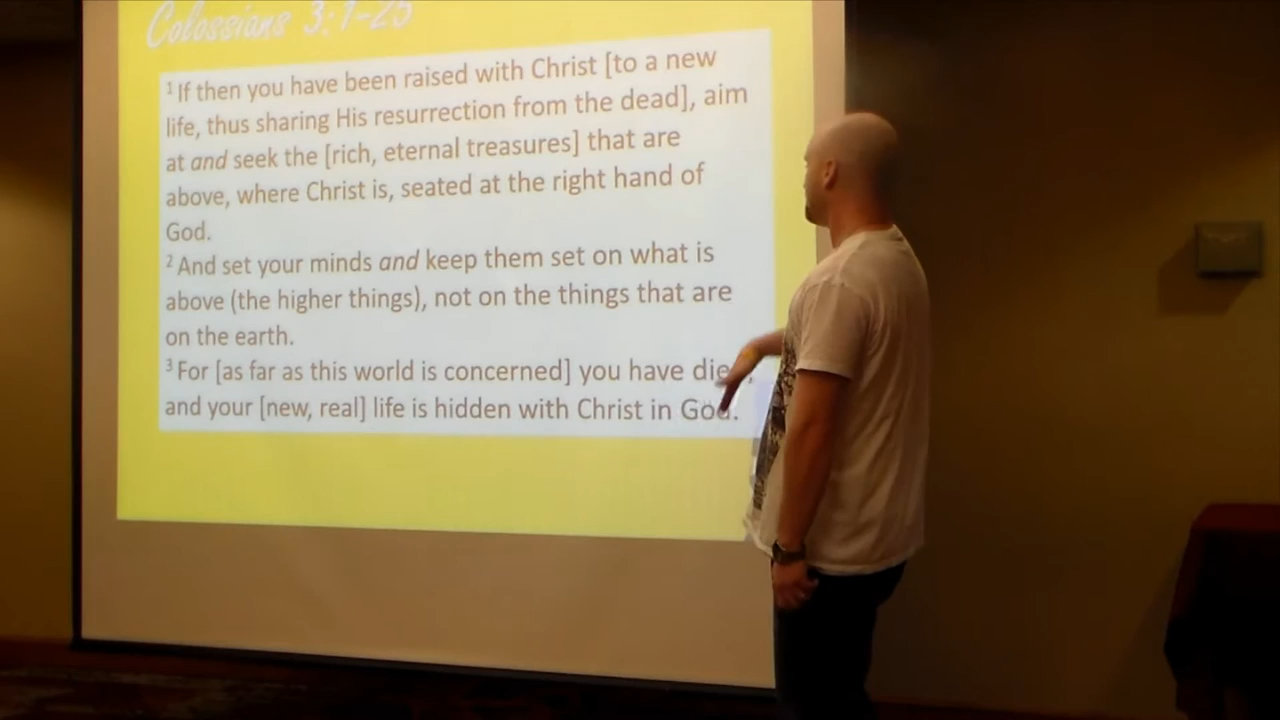 Colossians 3:1-25
1 If then you have been raised with Christ [to a new
life, thus sharing His resurrection from the dead], aim
at and seek the [rich, eternal treasures] that are
above, where Christ is, seated at the right hand of
God.
2 And set your minds and keep them set on what is
above (the higher things), not on the things that are
on the earth.
3 For [as far as this world is concerned] you have die ,
and your [new, real] life is hidden with Christ in God.